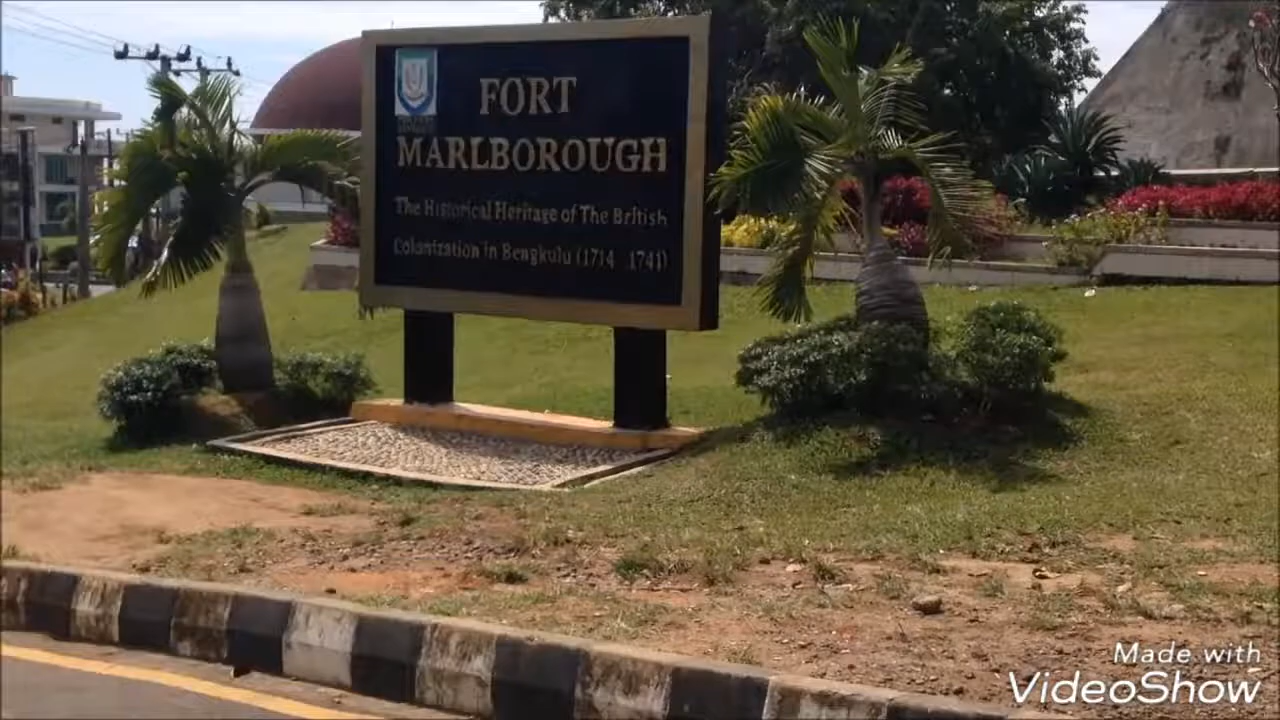 FORT
MARLBOROUGH
The Historical Heritage of The British
Colonization in Bengkulu (1714 1741)
Made with
VideoShow